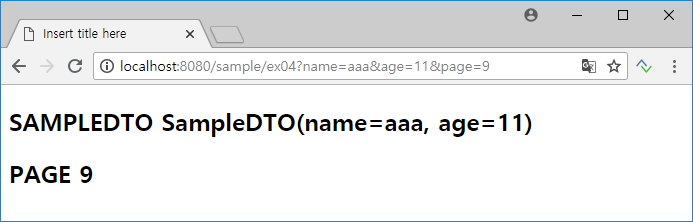 Insert title here
localhost:8080/sample/ex04?name=aaa&age=11&page=9
SAMPLEDTO SampleDTO(name=aaa, age=11)
PAGE 9